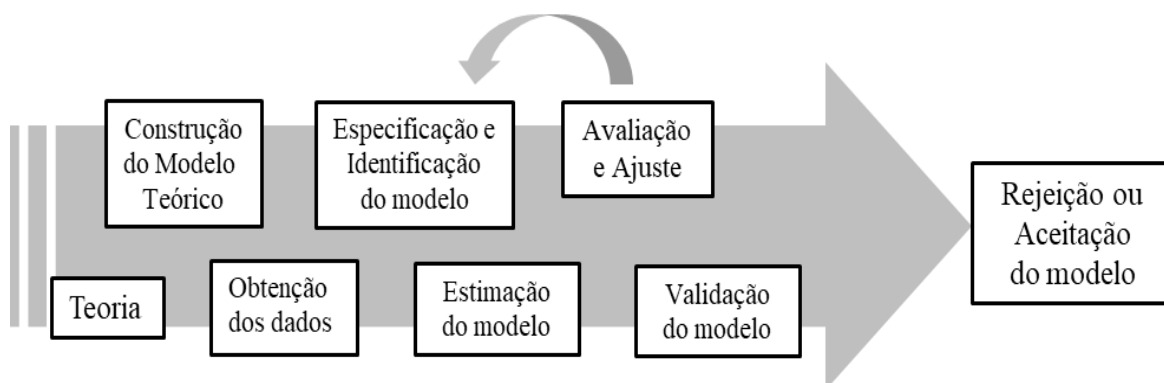 Construção
do Modelo
Teórico
Especificação e
Identificação
do modelo
Avaliação
e Ajuste
Rejeição ou
Aceitação
do modelo
Teoria
Obtenção
dos dados
Estimação
do modelo
Validação
do modelo